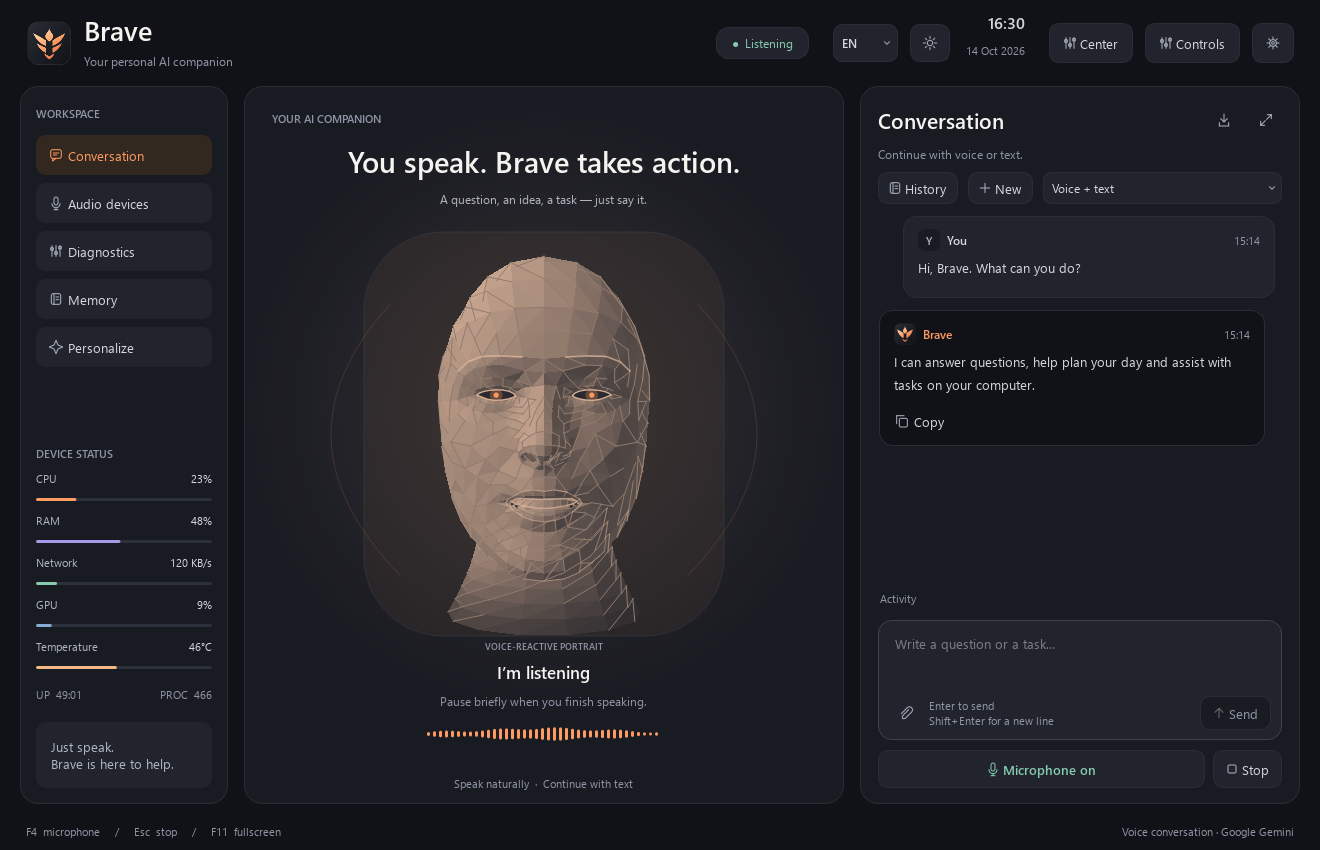 Brave
Your personal AI companion
● Listening
EN
16:30
14 Oct 2026
Center
Controls
WORKSPACE
Conversation
Audio devices
Diagnostics
Memory
Personalize
DEVICE STATUS
CPU 23%
RAM 48%
Network 120 KB/s
GPU 9%
Temperature 46°C
UP 49:01 PROC 466
Just speak.
Brave is here to help.
YOUR AI COMPANION
You speak. Brave takes action.
A question, an idea, a task — just say it.
VOICE-REACTIVE PORTRAIT
I’m listening
Pause briefly when you finish speaking.
Speak naturally · Continue with text
Conversation
Continue with voice or text.
History
New
Voice + text
Y You 15:14
Hi, Brave. What can you do?
Brave 15:14
I can answer questions, help plan your day and assist with
tasks on your computer.
Copy
Activity
Write a question or a task...
Enter to send
Shift+Enter for a new line
Send
Microphone on
Stop
F4 microphone / Esc stop / F11 fullscreen
Voice conversation · Google Gemini